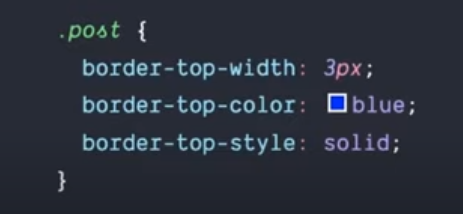 .post {
border-top-width: 3px;
border-top-color: blue;
border-top-style: solid;
}